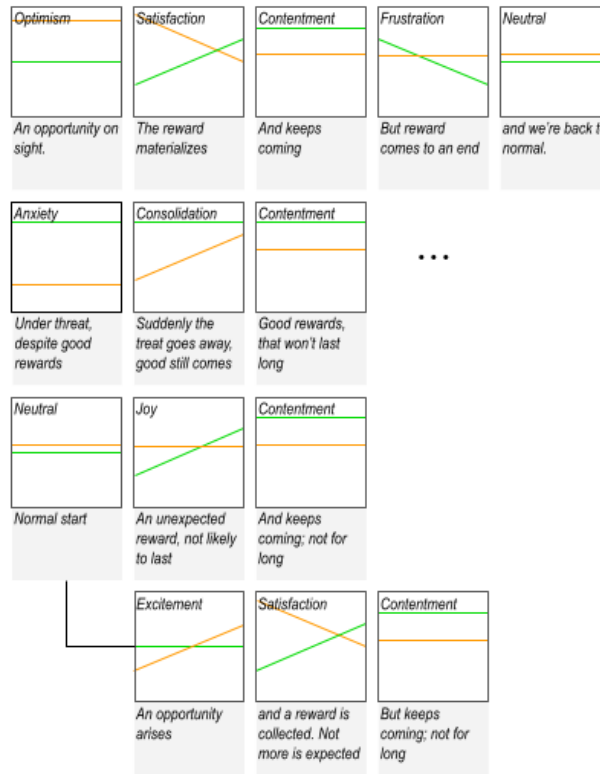 Optimism
Satisfaction
Contentment
Frustration
Neutral
An opportunity on
sight.
The reward
materializes
And keeps
coming
But reward
comes to an end
and we're back t
normal.
Anxiety
Consolidation
Contentment
...
Under threat,
despite good
rewards
Suddenly the
treat goes away,
good still comes
Good rewards,
that won't last
long
Neutral
Joy
Contentment
Normal start
An unexpected
reward, not likely
to last
And keeps
coming; not for
long
Excitement
Satisfaction
Contentment
An opportunity
arises
and a reward is
collected. Not
more is expected
But keeps
coming; not for
long